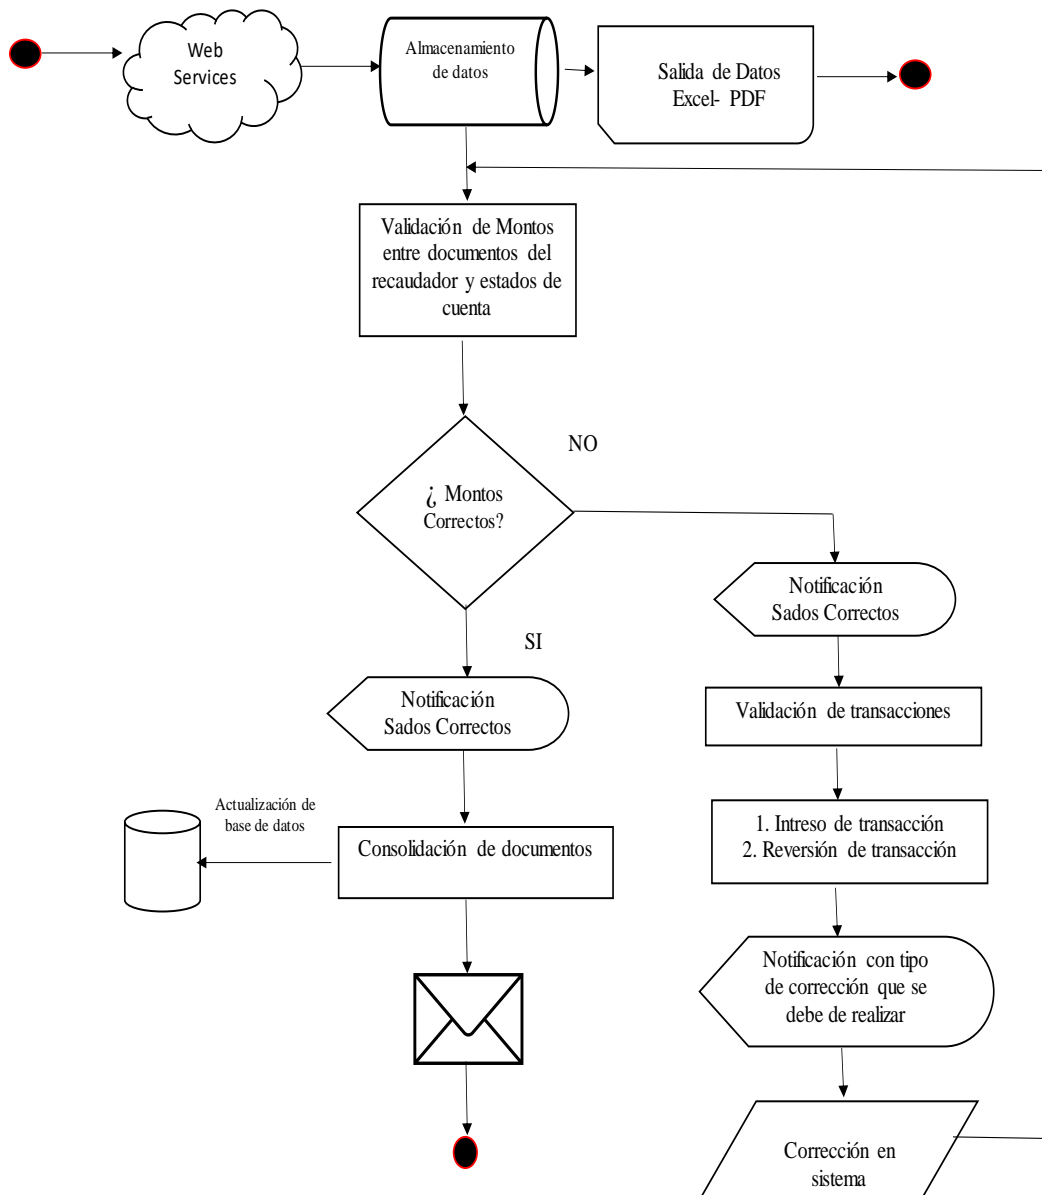 Web
Services
Almacenamiento
de datos
Salida de Datos
Excel- PDF
Validación de Montos
entre documentos del
recaudador y estados de
cuenta
NO
¿ Montos
Correctos?
Notificación
Sados Correctos
SI
Notificación
Sados Correctos
Validación de transacciones
Actualización de
base de datos
1. Intreso de transacción
2. Reversión de transacción
Consolidación de documentos
Notificación con tipo
de corrección que se
debe de realizar
Corrección en
sistema